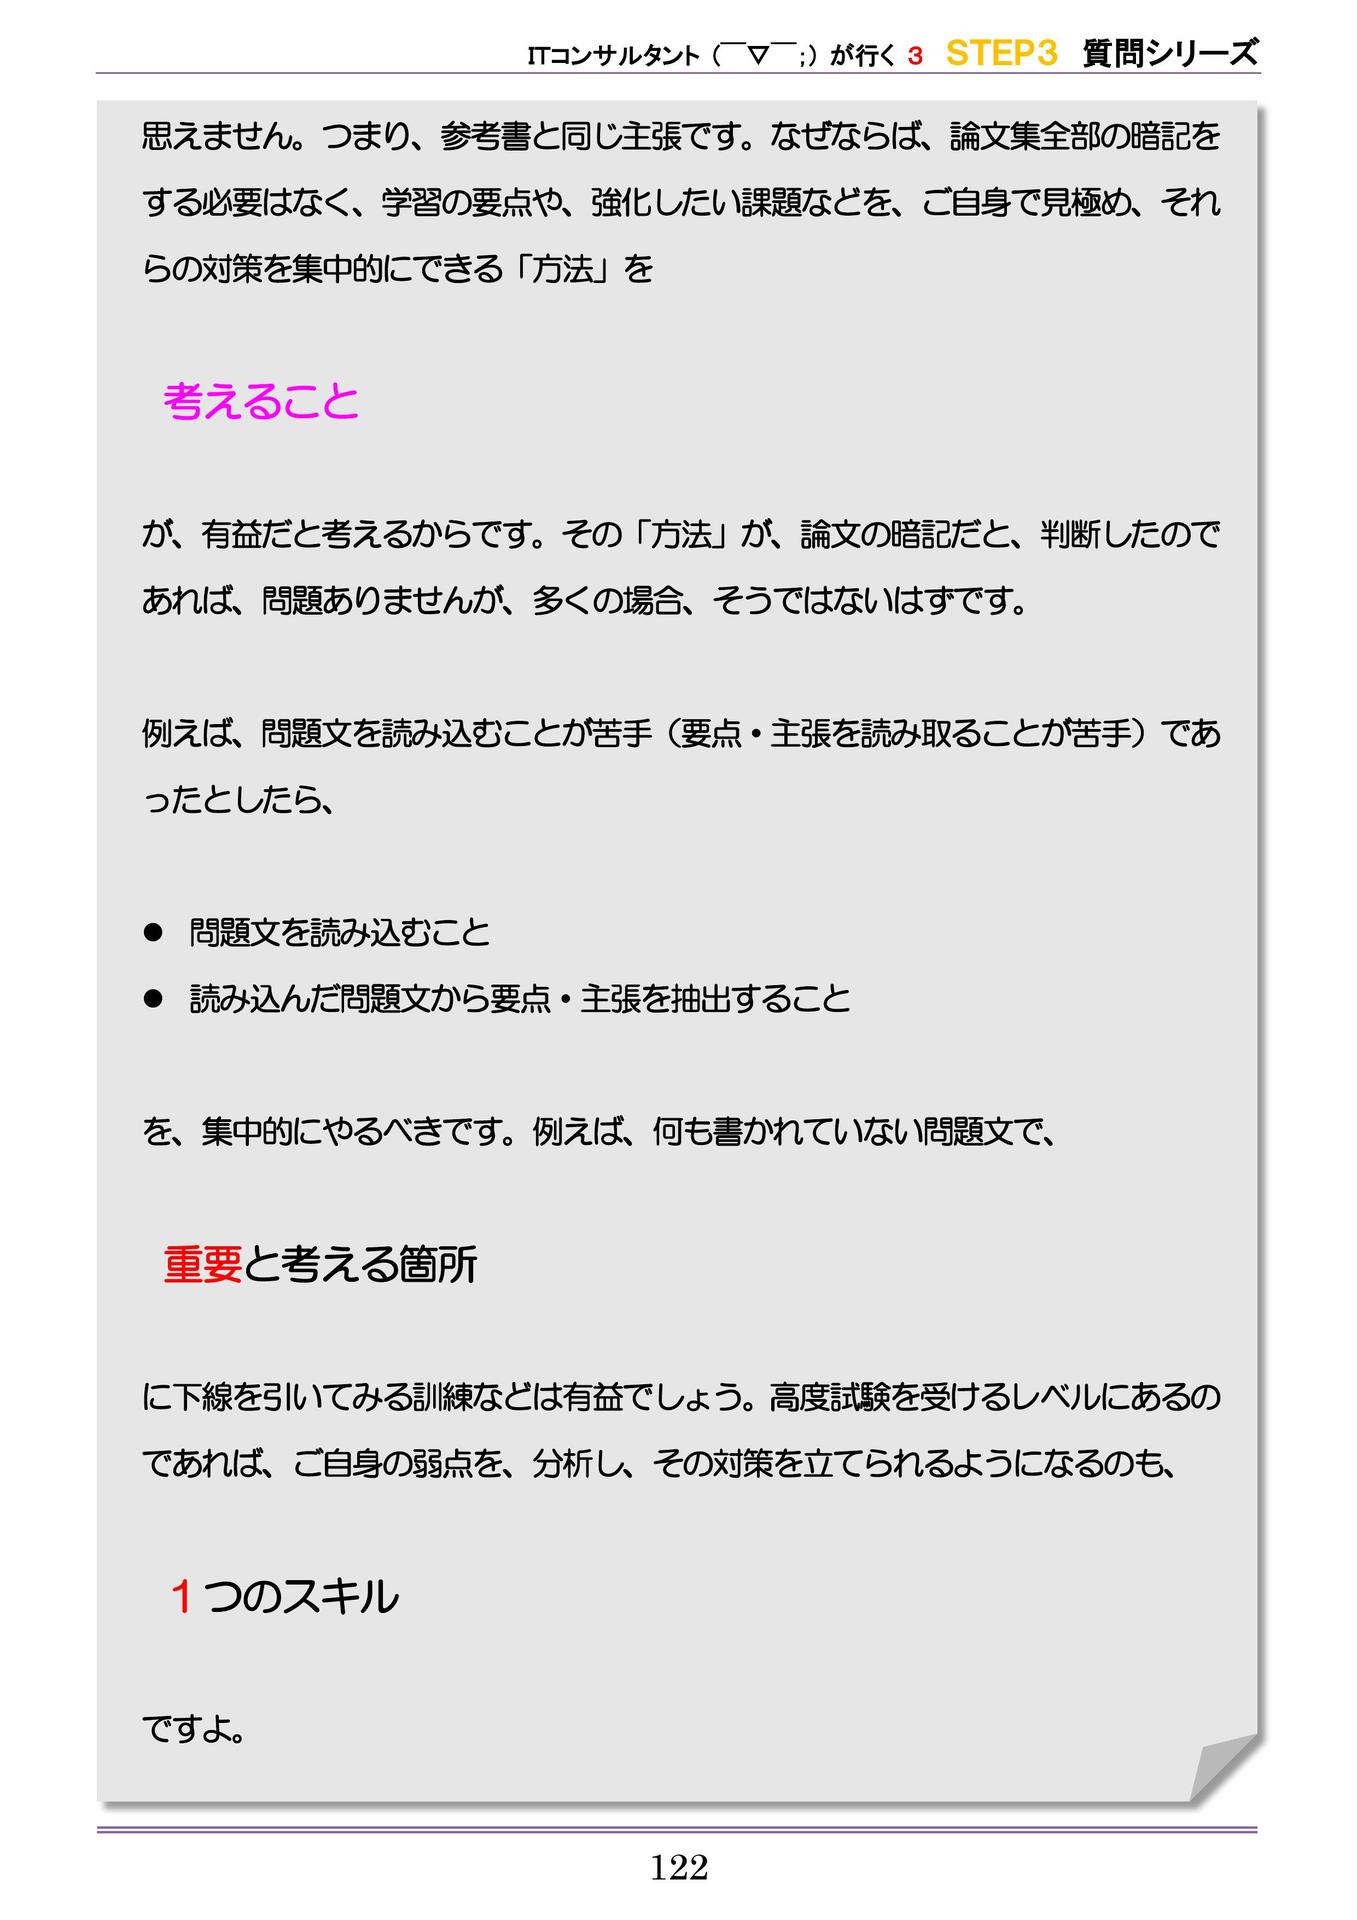 ITコンサルタント（￣▽￣;）が行く 3 STEP3 質問シリーズ
思えません。つまり、参考書と同じ主張です。なぜならば、論文集全部の暗記を
する必要はなく、学習の要点や、強化したい課題などを、ご自身で見極め、それ
らの対策を集中的にできる「方法」を
考えること
が、有益だと考えるからです。その「方法」が、論文の暗記だと、判断したので
あれば、問題ありませんが、多くの場合、そうではないはずです。
例えば、問題文を読み込むことが苦手（要点・主張を読み取ることが苦手）であ
ったとしたら、
● 問題文を読み込むこと
● 読み込んだ問題文から要点・主張を抽出すること
を、集中的にやるべきです。例えば、何も書かれていない問題文で、
重要と考える箇所
に下線を引いてみる訓練などは有益でしょう。高度試験を受けるレベルにあるの
であれば、ご自身の弱点を、分析し、その対策を立てられるようになるのも、
１つのスキル
ですよ。
122